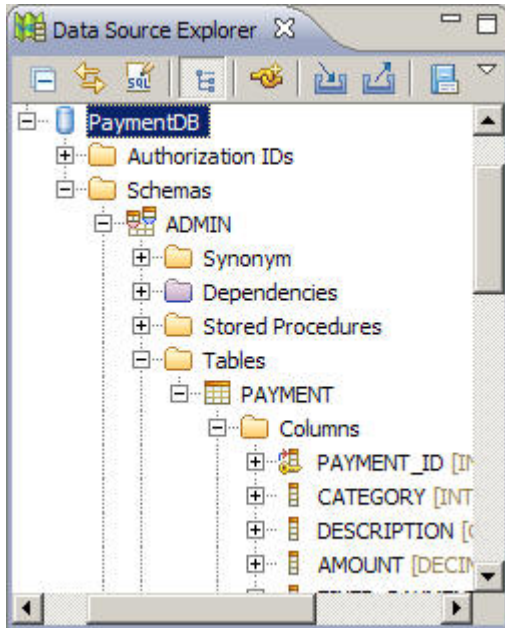 Data Source Explorer
SQL
PaymentDB
Authorization IDs
Schemas
ADMIN
Synonym
Dependencies
Stored Procedures
Tables
PAYMENT
Columns
PAYMENT_ID [IN
CATEGORY [INT
DESCRIPTION [
AMOUNT [DECIM